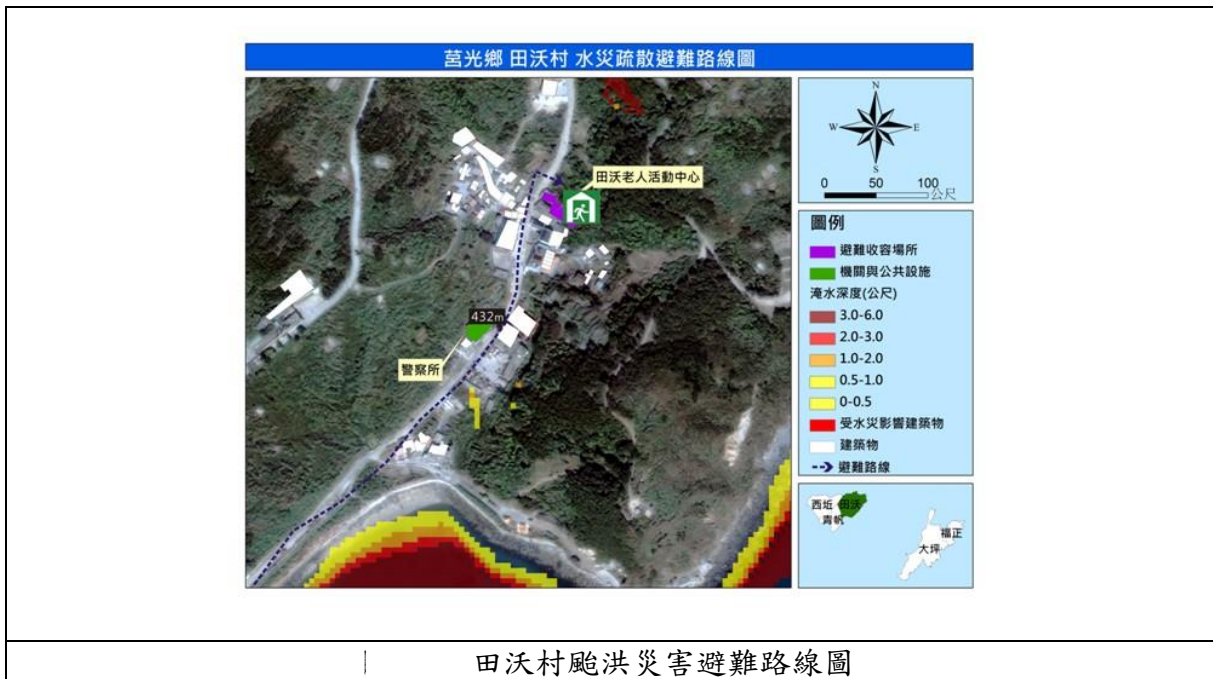 莒光鄉 田沃村 水災疏散避難路線圖
田沃老人活動中心
432m
警察所
N
W
E
S
0 50 100
公尺
圖例
避難收容場所
機關與公共設施
淹水深度(公尺)
3.0-6.0
2.0-3.0
1.0-2.0
0.5-1.0
0-0.5
受水災影響建築物
建築物
避難路線
西坵
田沃
青帆
福正
大坪
田沃村颱洪災害避難路線圖